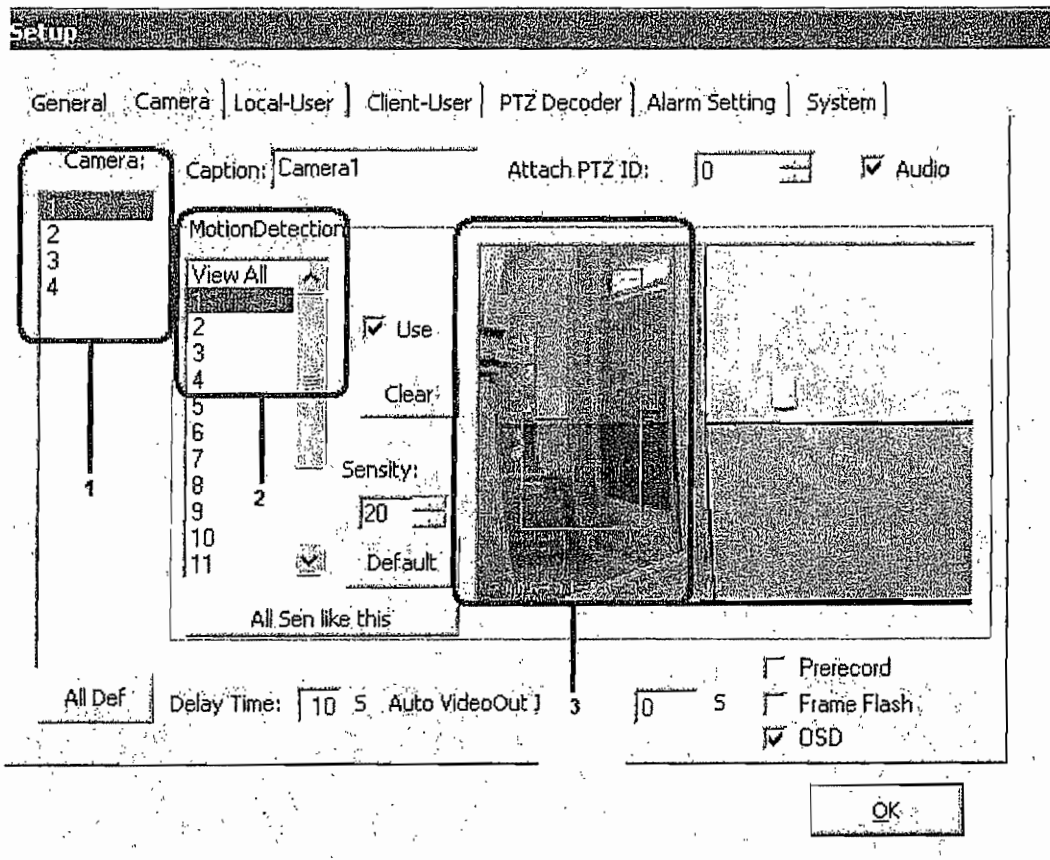 Setup
General Camera Local-User Client-User PTZ Decoder Alarm Setting System
Camera: Caption: Camera1 Attach PTZ ID: 0 Audio
1
2
3
4
MotionDetection
View All
1
2
3
4
5
6
7
8
9
10
11
Use
Clear
Sensity:
20
Default
All Sen like this
1
2
3
All Def Delay Time: 10 S Auto VideoOut 0 S
Prerecord
Frame Flash
OSD
OK